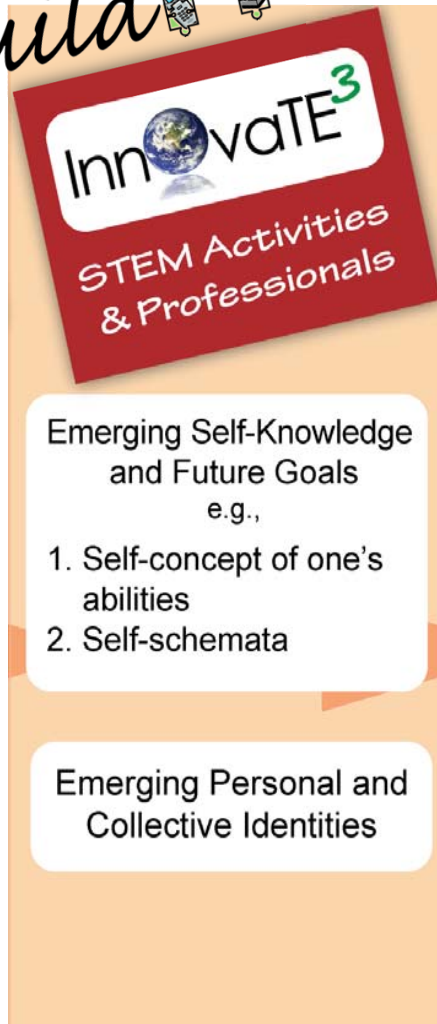 InnovaTE3
STEM Activities
& Professionals
Emerging Self-Knowledge
and Future Goals
e.g.,
1. Self-concept of one's
abilities
2. Self-schemata
Emerging Personal and
Collective Identities